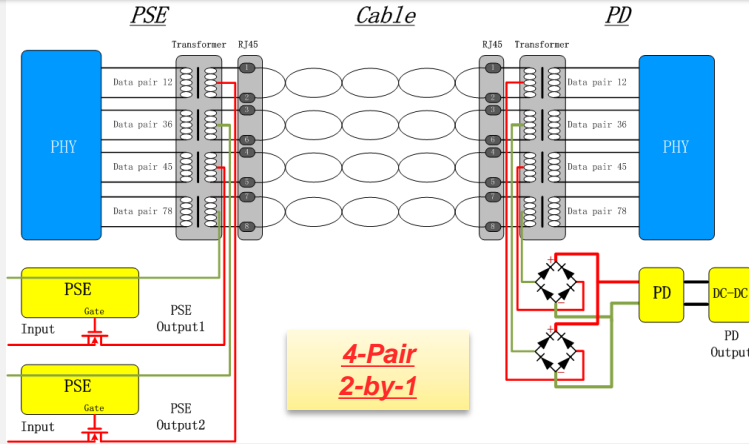 PSE
Cable
PD
Transformer
RJ45
RJ45
Transformer
PHY
Data pair 12
Data pair 36
Data pair 45
Data pair 78
1
2
3
6
4
5
7
8
1
2
3
6
4
5
7
8
Data pair 12
Data pair 36
Data pair 45
Data pair 78
PHY
PSE
Gate
Input
PSE
Output1
PSE
Gate
Input
PSE
Output2
4-Pair
2-by-1
+
−
+
−
PD
DC-DC
PD
Output